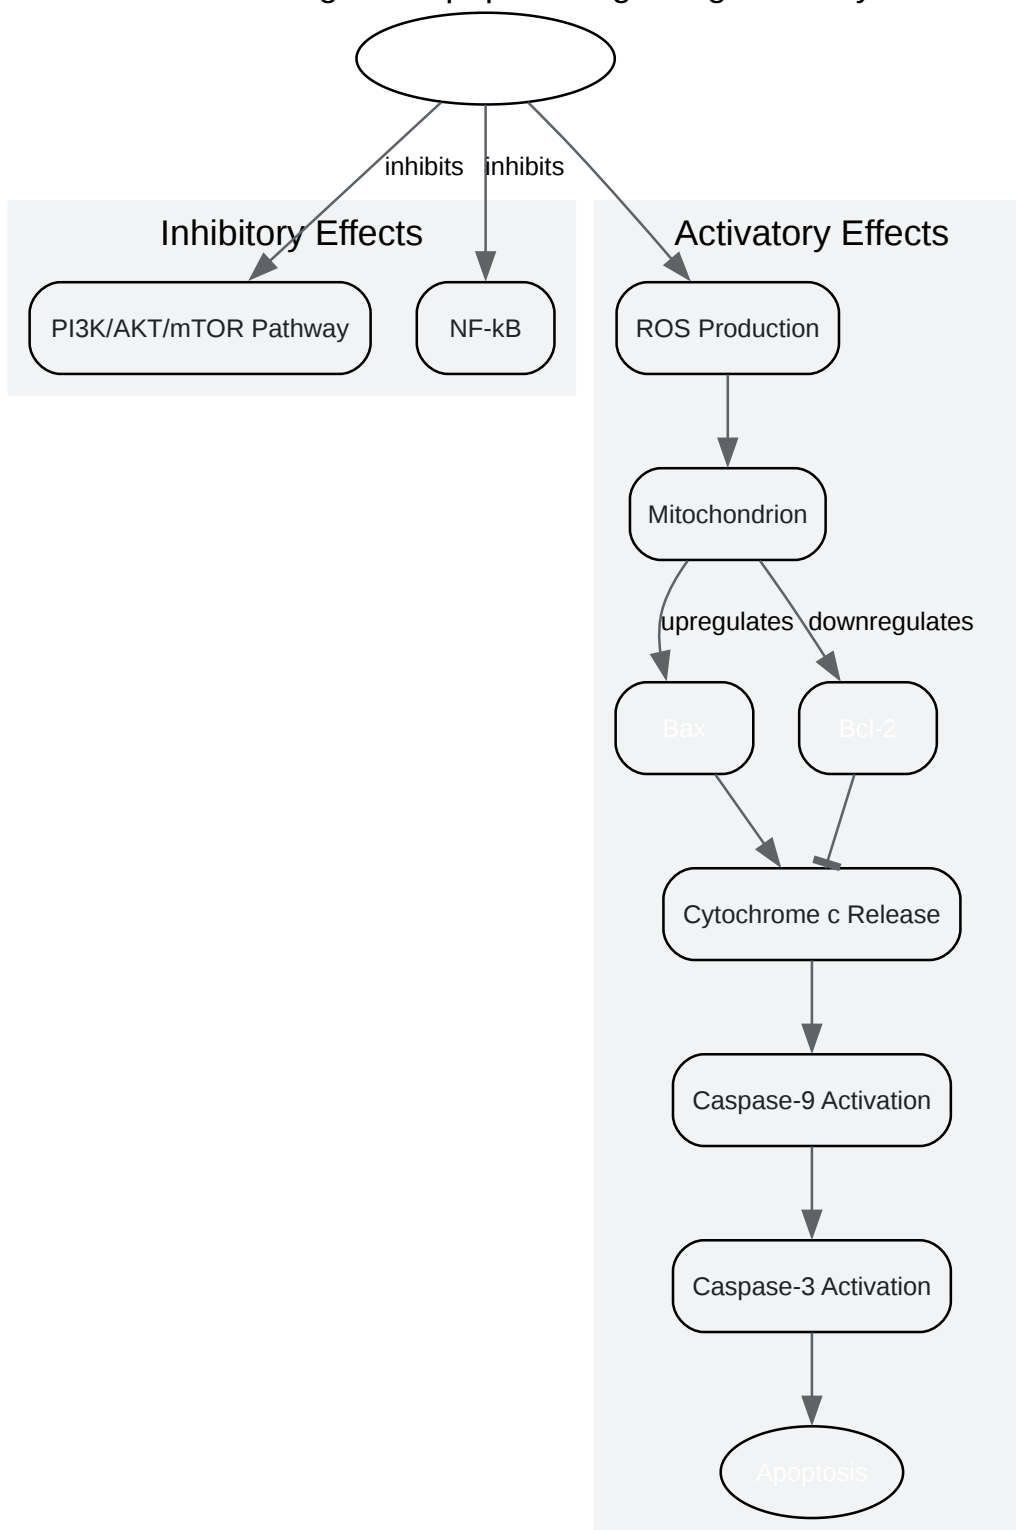 inhibits inhibits
Inhibitory Effects
Activatory Effects
PI3K/AKT/mTOR Pathway
NF-kB
ROS Production
Mitochondrion
upregulates
downregulates
Bax
Bcl-2
Cytochrome c Release
Caspase-9 Activation
Caspase-3 Activation
Apoptosis